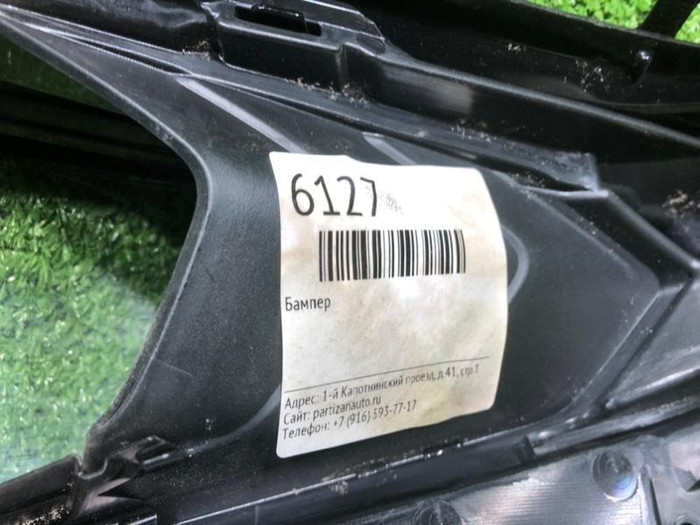 6127
Бампер
Адрес: 1-й Капотнинский проезд, д.41, стр.1
Сайт: partizanauto.ru
Телефон: +7 (916) 593-77-17